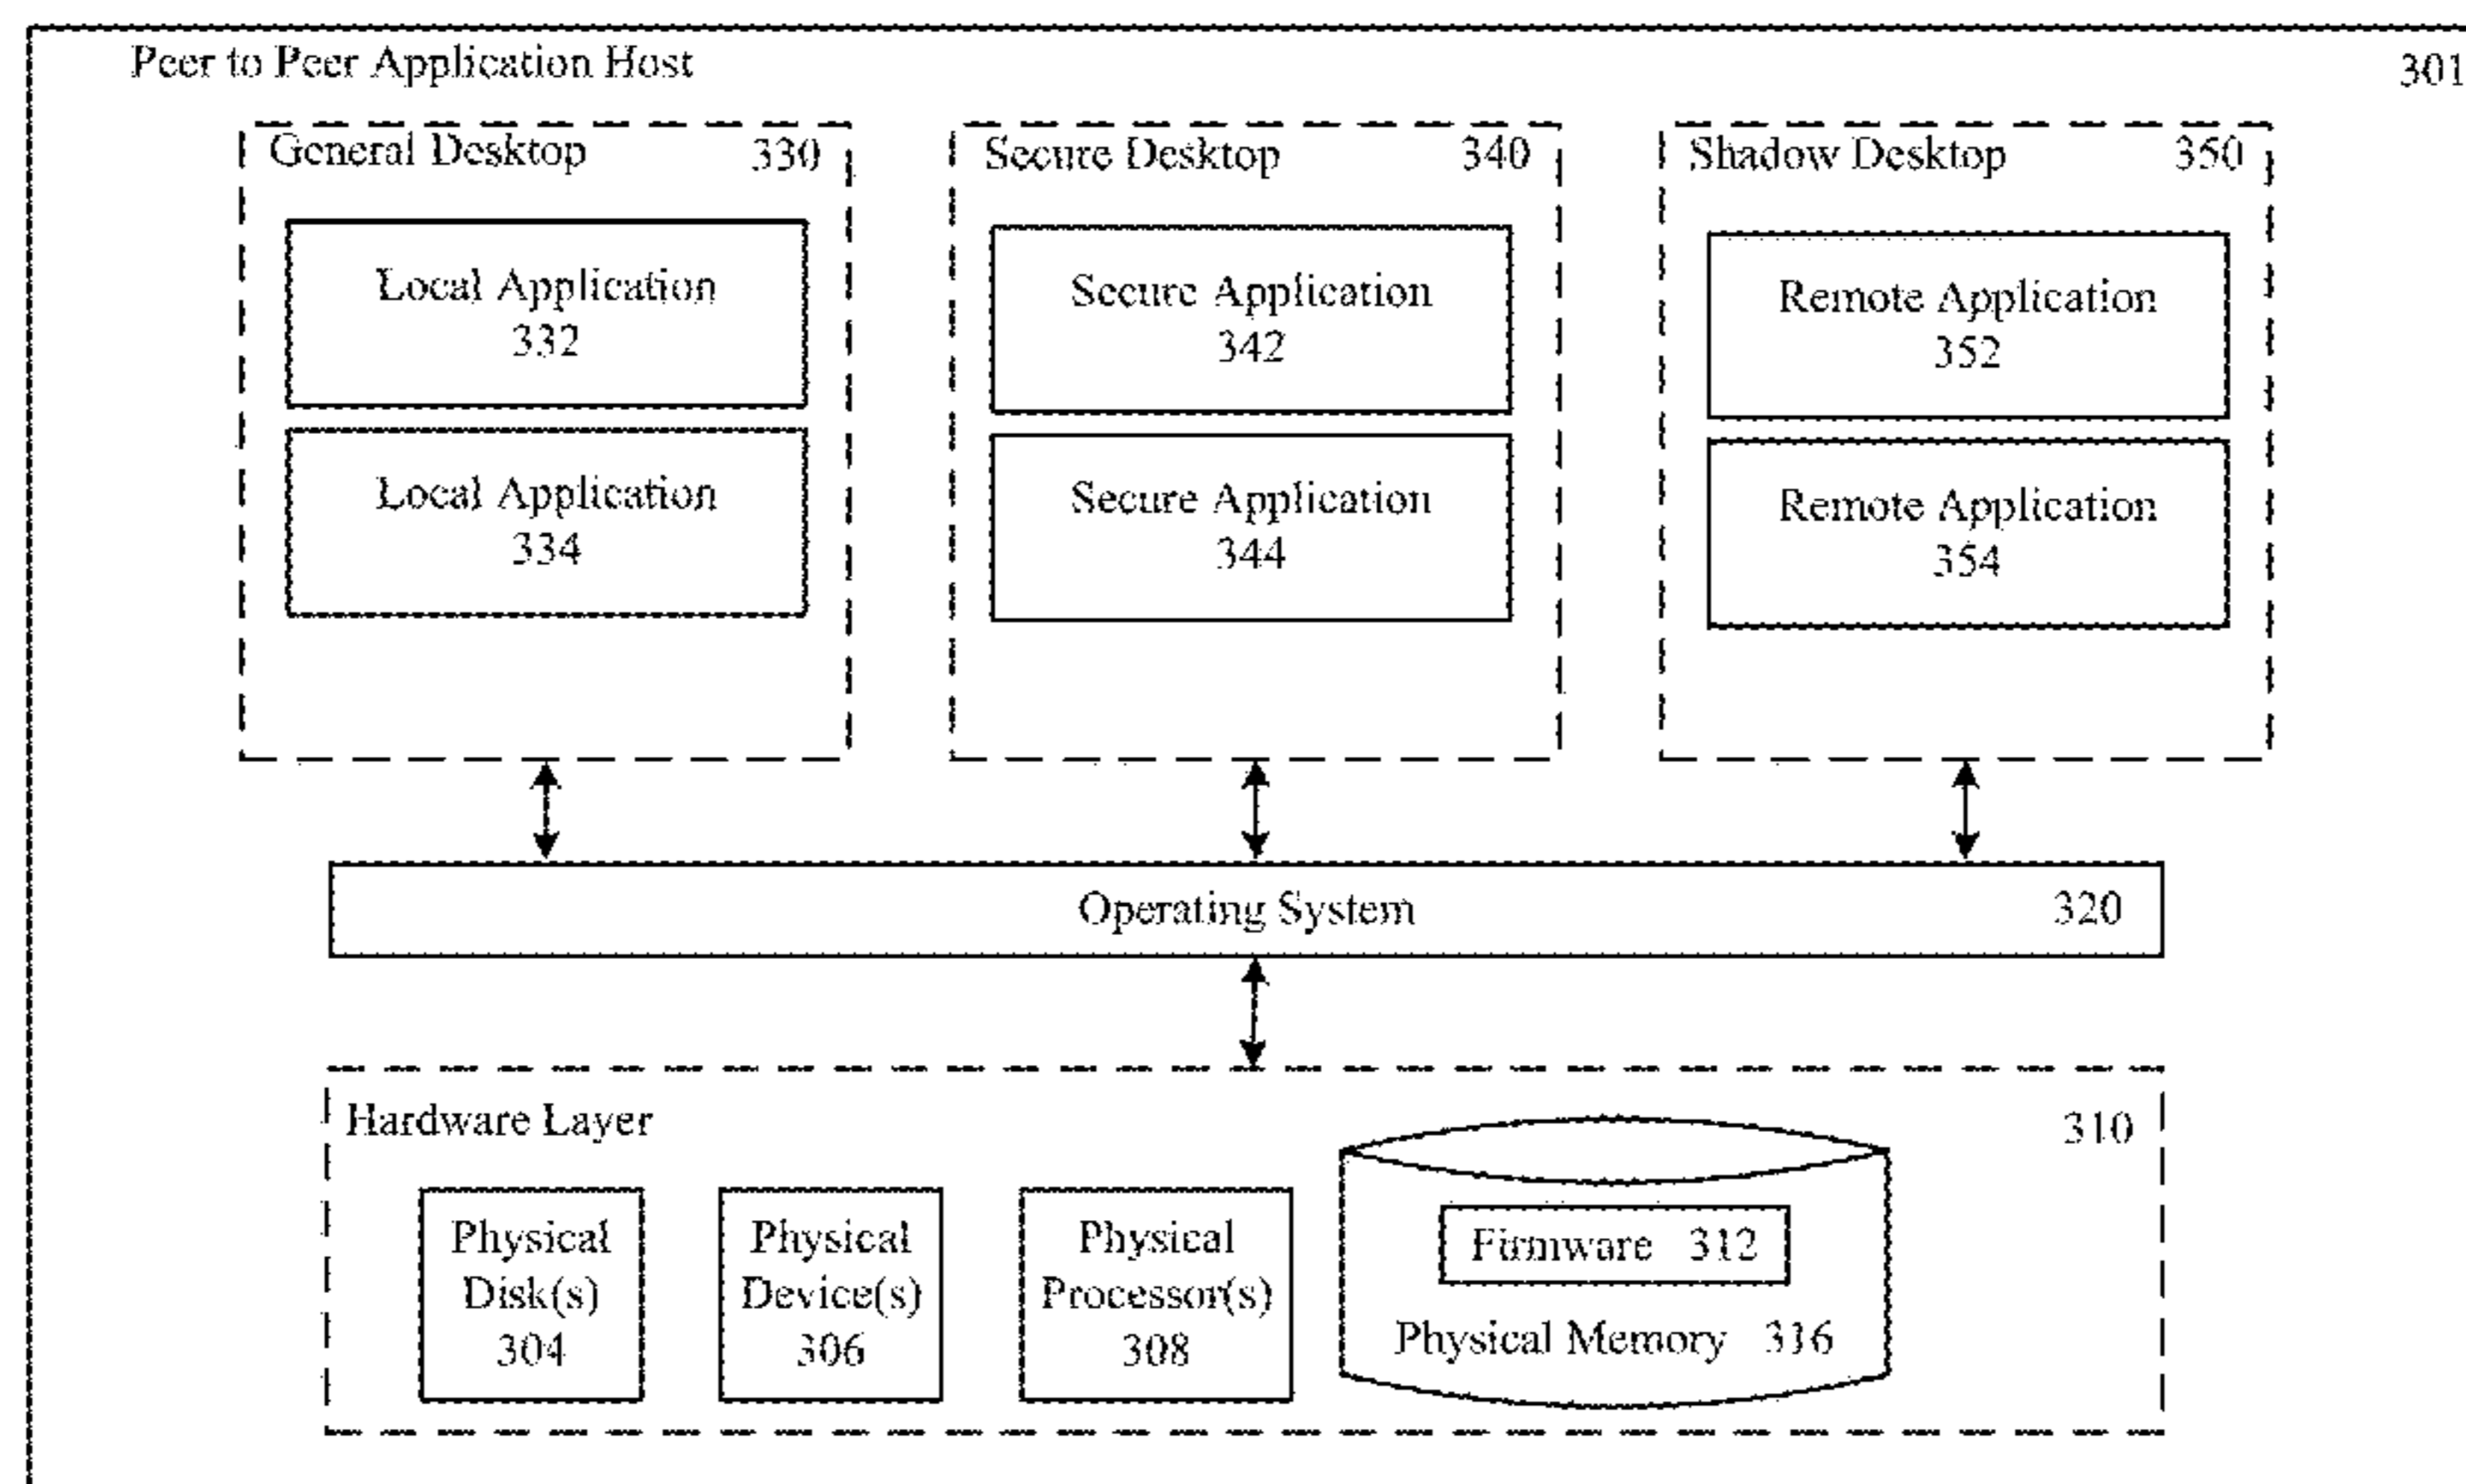 Peer to Peer Application Host 301
General Desktop 330
Local Application
332
Local Application
334
Secure Desktop 340
Secure Application
342
Secure Application
344
Shadow Desktop 350
Remote Application
352
Remote Application
354
Operating System 320
Hardware Layer 310
Physical
Disk(s)
304
Physical
Device(s)
306
Physical
Processor(s)
308
Firmware 312
Physical Memory 316